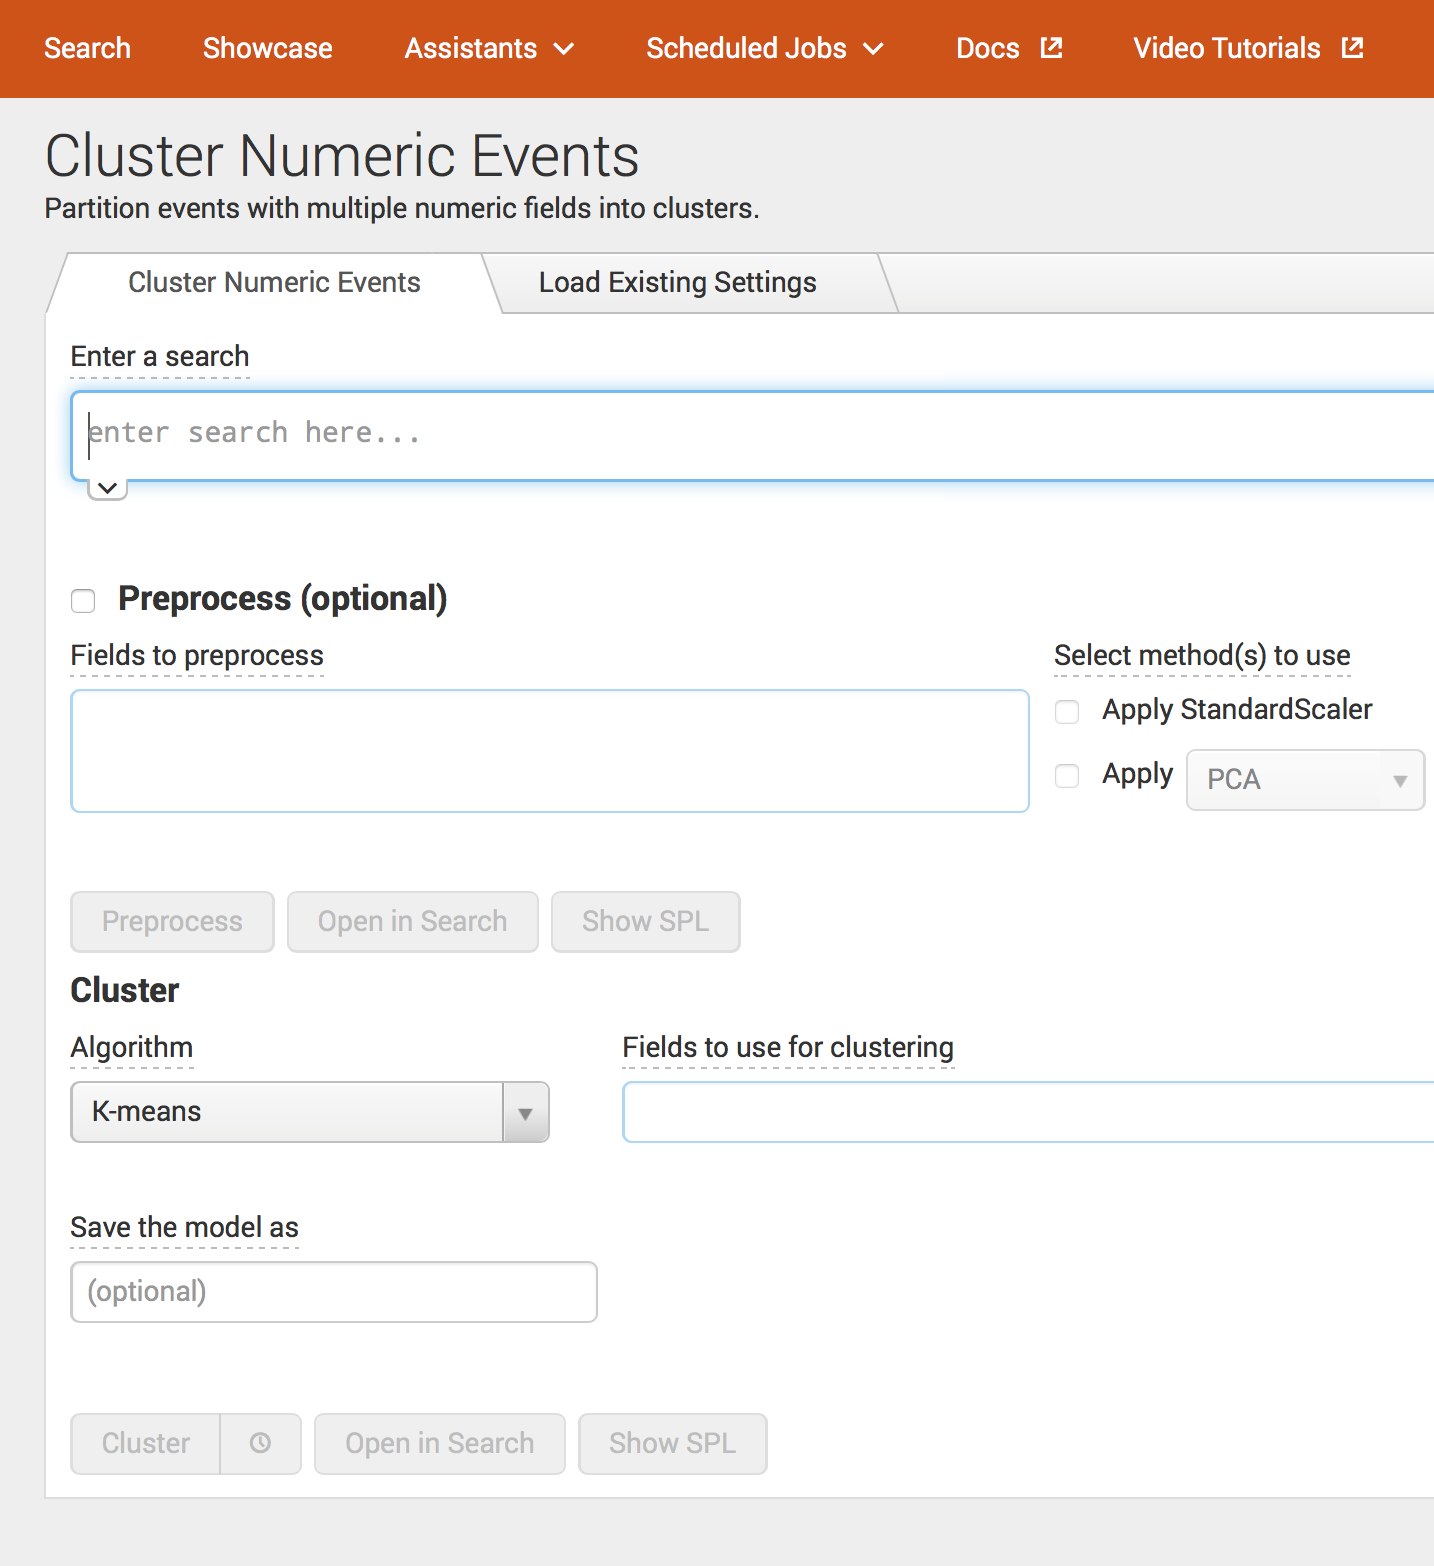 Search Showcase Assistants Scheduled Jobs Docs Video Tutorials
Cluster Numeric Events
Partition events with multiple numeric fields into clusters.
Cluster Numeric Events Load Existing Settings
Enter a search
enter search here...
Preprocess (optional)
Fields to preprocess Select method(s) to use
Apply StandardScaler
Apply PCA
Preprocess Open in Search Show SPL
Cluster
Algorithm Fields to use for clustering
K-means
Save the model as
(optional)
Cluster Open in Search Show SPL